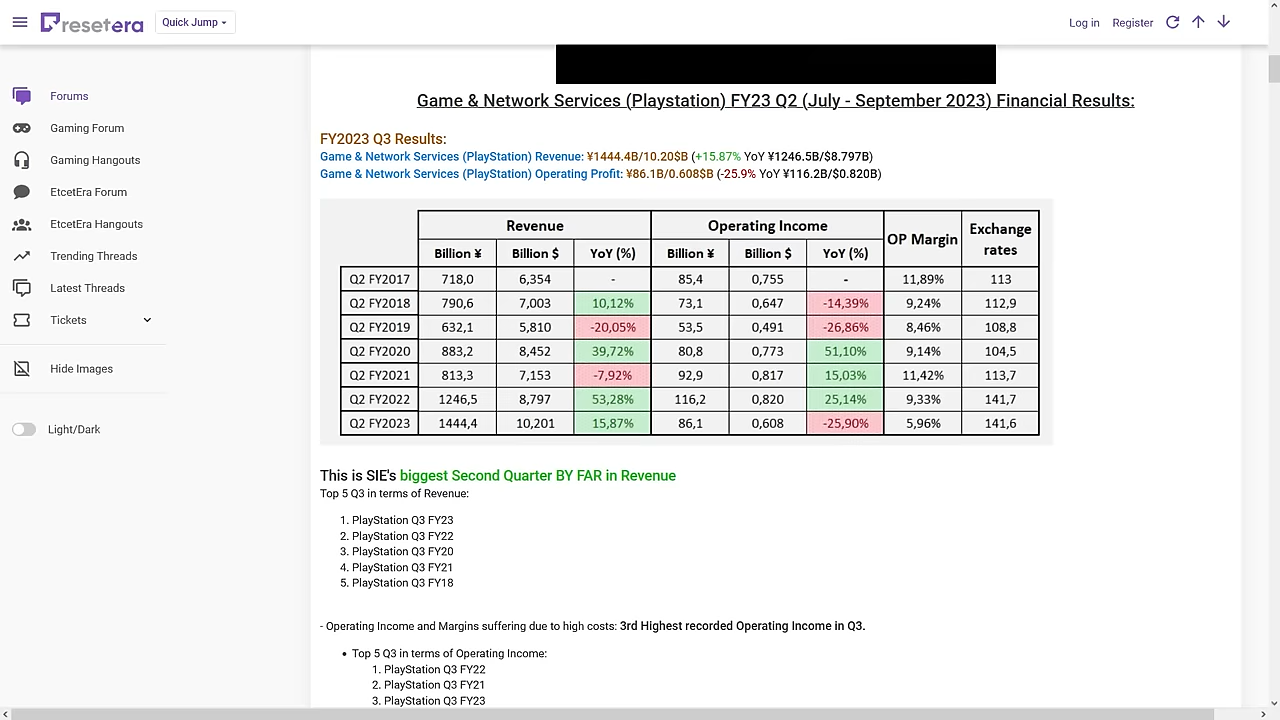 resetera
Quick Jump
Log in Register
Forums
Gaming Forum
Gaming Hangouts
EtcetEra Forum
EtcetEra Hangouts
Trending Threads
Latest Threads
Tickets
Hide Images
Light/Dark
Game & Network Services (Playstation) FY23 Q2 (July - September 2023) Financial Results:
FY2023 Q3 Results:
Game & Network Services (PlayStation) Revenue: ¥1444.4B/10.20$B (+15.87% YoY ¥1246.5B/$8.797B)
Game & Network Services (PlayStation) Operating Profit: ¥86.1B/0.608$B (-25.9% YoY ¥116.2B/$0.820B)
Revenue Operating Income OP Margin Exchange rates
Billion ¥ Billion $ YoY (%) Billion ¥ Billion $ YoY (%)
Q2 FY2017 718,0 6,354 - 85,4 0,755 - 11,89% 113
Q2 FY2018 790,6 7,003 10,12% 73,1 0,647 -14,39% 9,24% 112,9
Q2 FY2019 632,1 5,810 -20,05% 53,5 0,491 -26,86% 8,46% 108,8
Q2 FY2020 883,2 8,452 39,72% 80,8 0,773 51,10% 9,14% 104,5
Q2 FY2021 813,3 7,153 -7,92% 92,9 0,817 15,03% 11,42% 113,7
Q2 FY2022 1246,5 8,797 53,28% 116,2 0,820 25,14% 9,33% 141,7
Q2 FY2023 1444,4 10,201 15,87% 86,1 0,608 -25,90% 5,96% 141,6
This is SIE's biggest Second Quarter BY FAR in Revenue
Top 5 Q3 in terms of Revenue:
1. PlayStation Q3 FY23
2. PlayStation Q3 FY22
3. PlayStation Q3 FY20
4. PlayStation Q3 FY21
5. PlayStation Q3 FY18
- Operating Income and Margins suffering due to high costs: 3rd Highest recorded Operating Income in Q3.
• Top 5 Q3 in terms of Operating Income:
1. PlayStation Q3 FY22
2. PlayStation Q3 FY21
3. PlayStation Q3 FY23